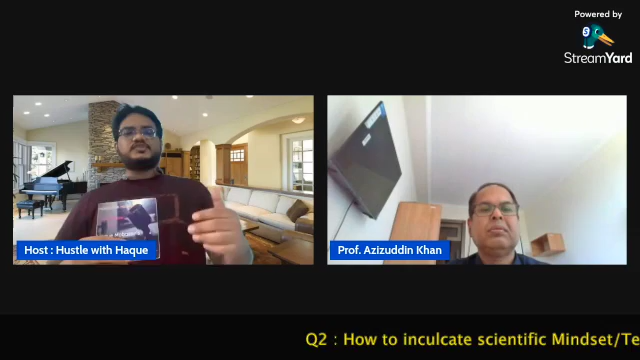 Powered by
StreamYard
Host : Hustle with Haque
Prof. Azizuddin Khan
Q2 : How to inculcate scientific Mindset/Te